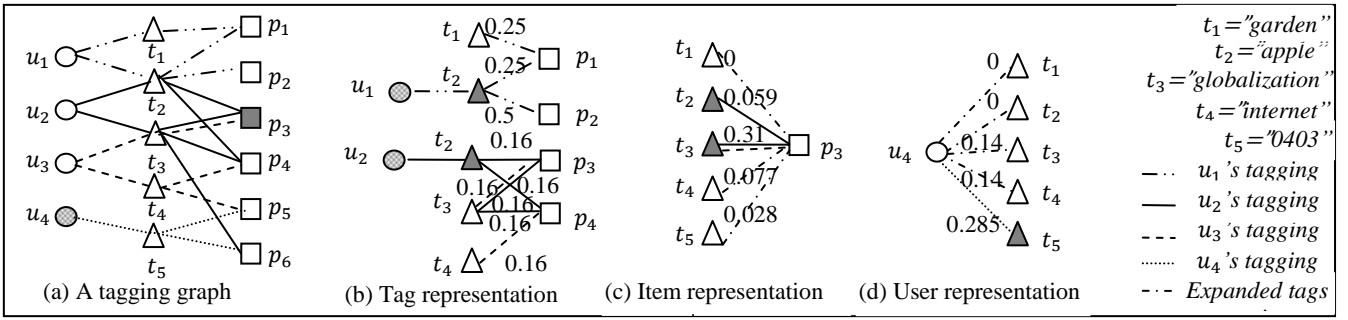 u₁
u₂
u₃
u₄
t₁
t₂
t₃
t₄
t₅
p₁
p₂
p₃
p₄
p₅
p₆
(a) A tagging graph
t₁
0.25
p₁
0.25
t₂
u₁
0.5
p₂
t₂
0.16
u₂
p₃
0.16
0.16
t₃
0.16
p₄
0.16
t₄
0.16
(b) Tag representation
t₁
0
t₂
0.059
t₃
0.31
p₃
t₄
0.077
t₅
0.028
(c) Item representation
0
t₁
0
t₂
0.14
t₃
u₄
0.14
t₄
0.285
t₅
(d) User representation
t₁="garden"
t₂="apple"
t₃="globalization"
t₄="internet"
t₅="0403"
u₁'s tagging
u₂'s tagging
u₃'s tagging
u₄'s tagging
Expanded tags